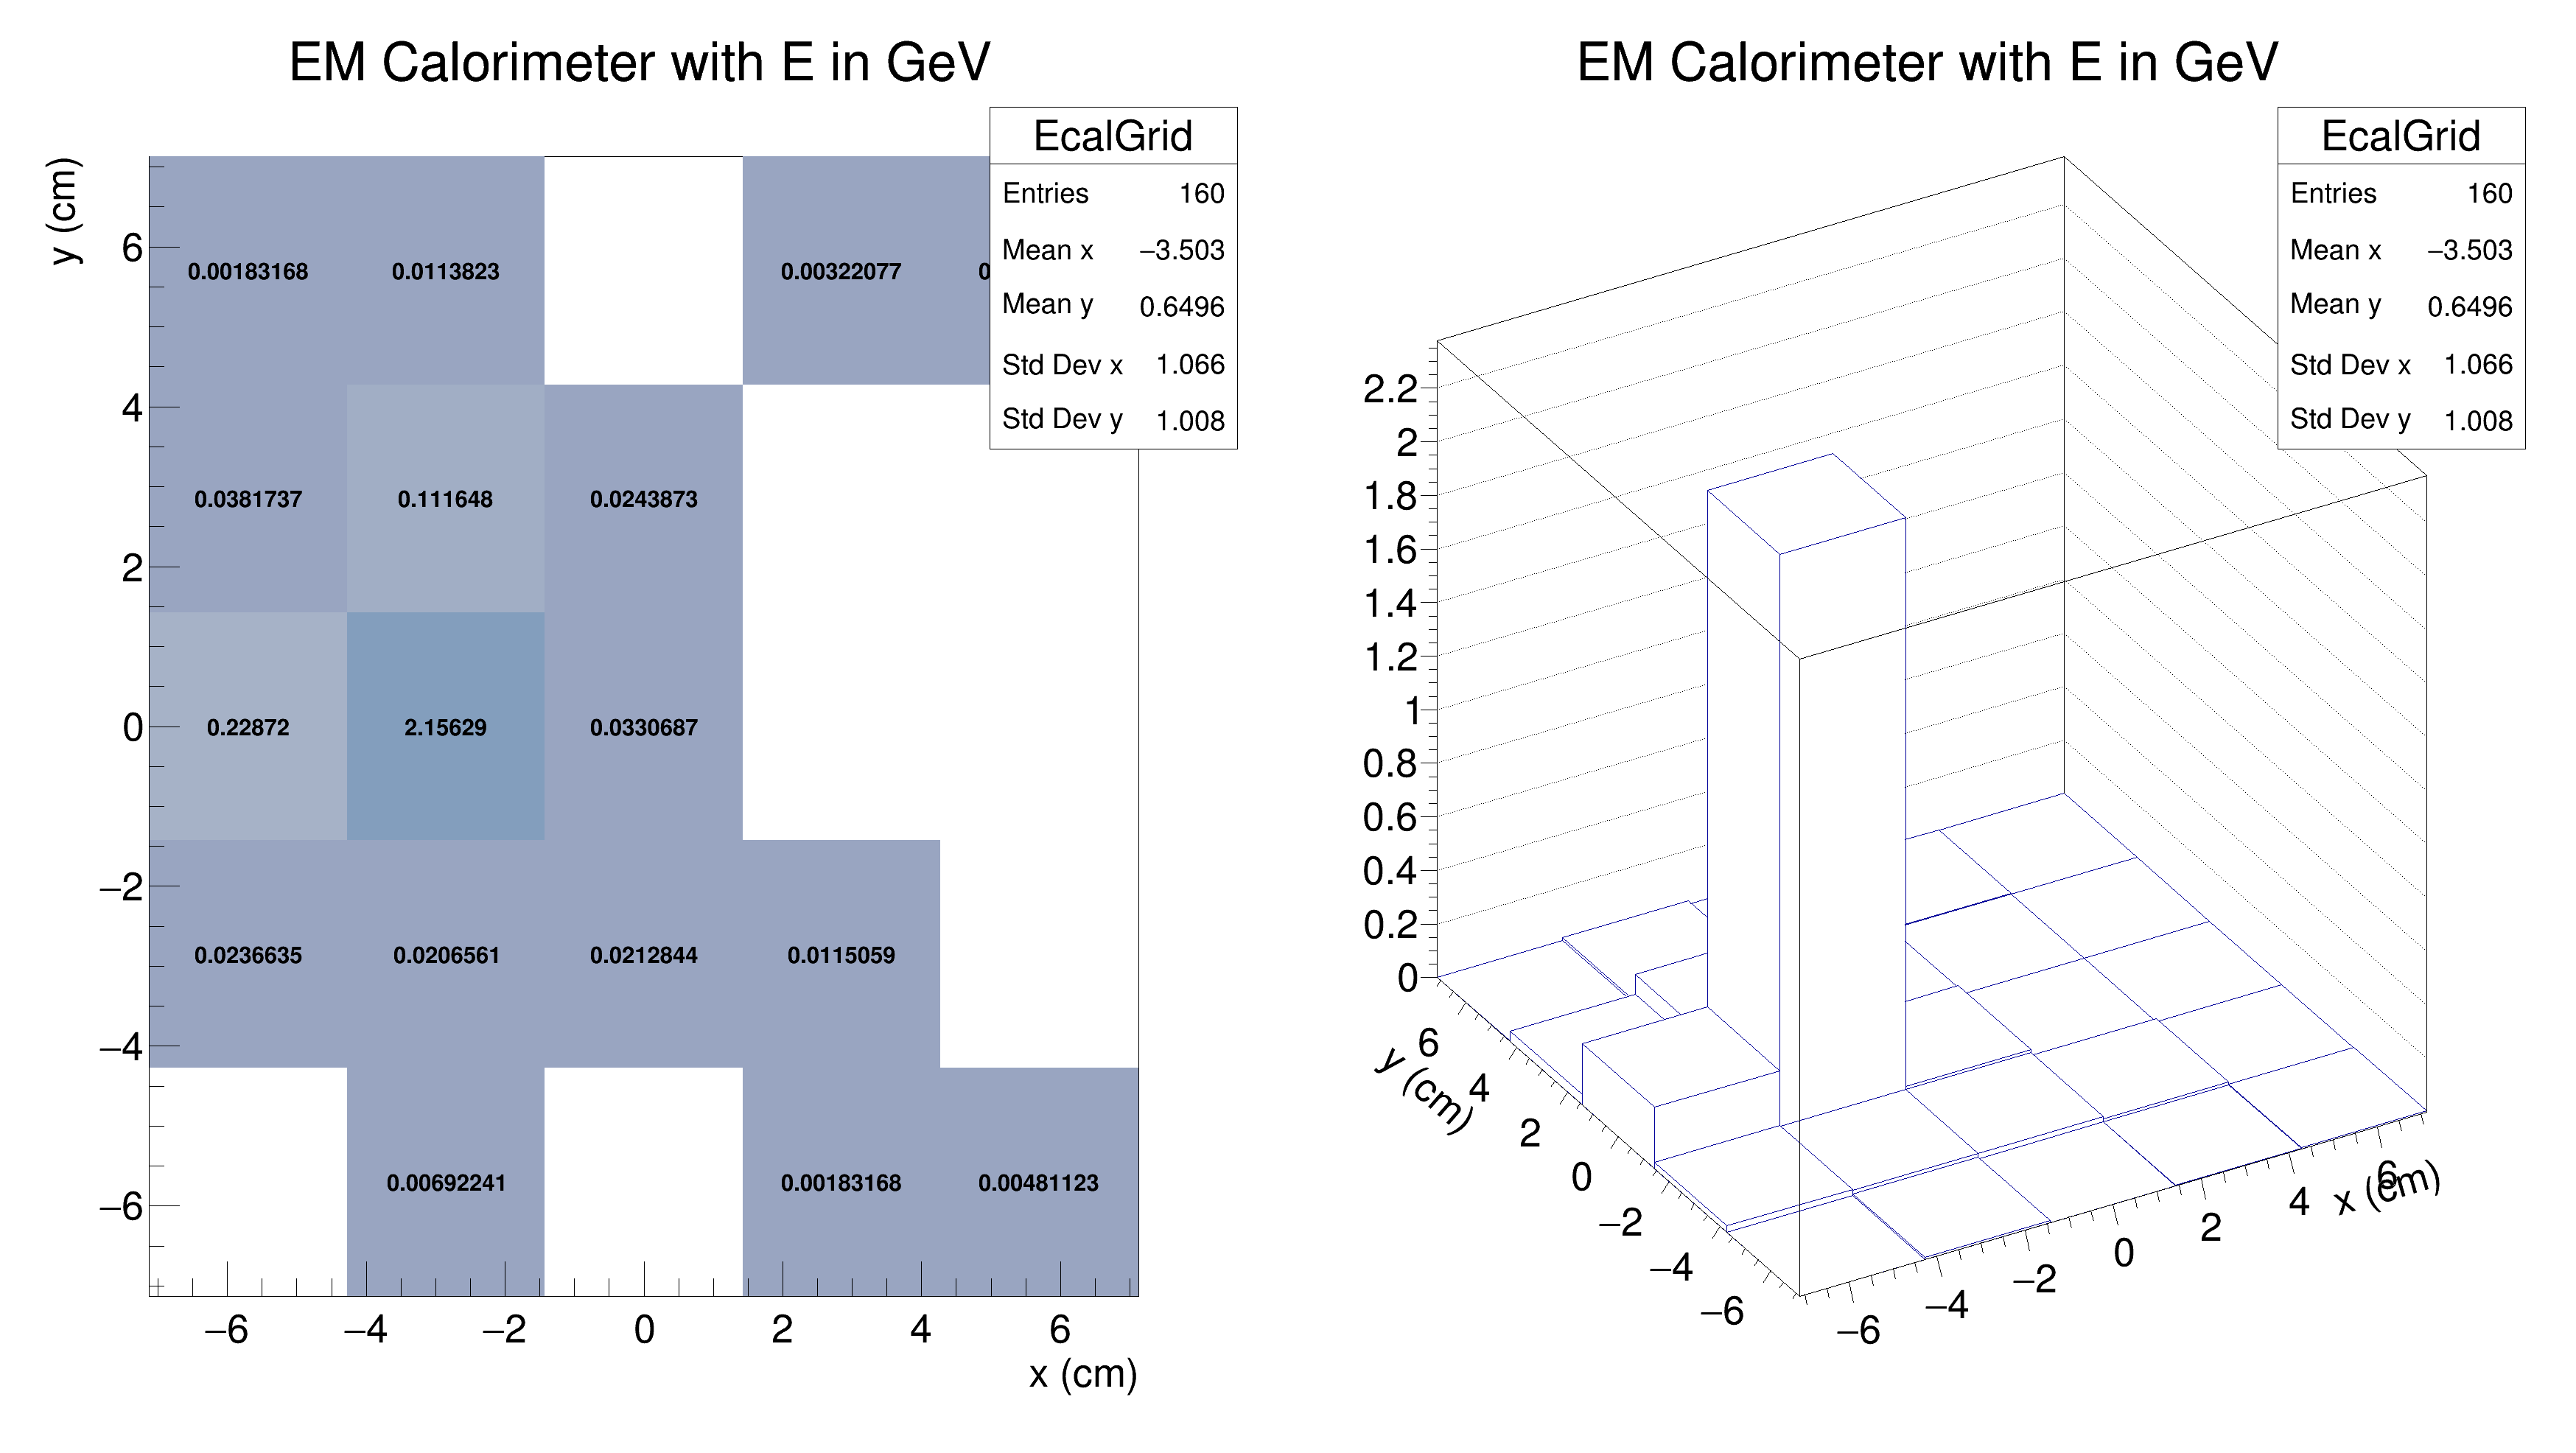 EM Calorimeter with E in GeV
EcalGrid
Entries 160
Mean x −3.503
Mean y 0.6496
Std Dev x 1.066
Std Dev y 1.008
y (cm)
6
4
2
0
−2
−4
−6
0.00183168 0.0113823 0.00322077 0
0.0381737 0.111648 0.0243873
0.22872 2.15629 0.0330687
0.0236635 0.0206561 0.0212844 0.0115059
0.00692241 0.00183168 0.00481123
−6 −4 −2 0 2 4 6
x (cm)
EM Calorimeter with E in GeV
EcalGrid
Entries 160
Mean x −3.503
Mean y 0.6496
Std Dev x 1.066
Std Dev y 1.008
2.2
2
1.8
1.6
1.4
1.2
1
0.8
0.6
0.4
0.2
0
y (cm)
6
4
2
0
−2
−4
−6
−6
−4
−2
0
2
4
6
x (cm)